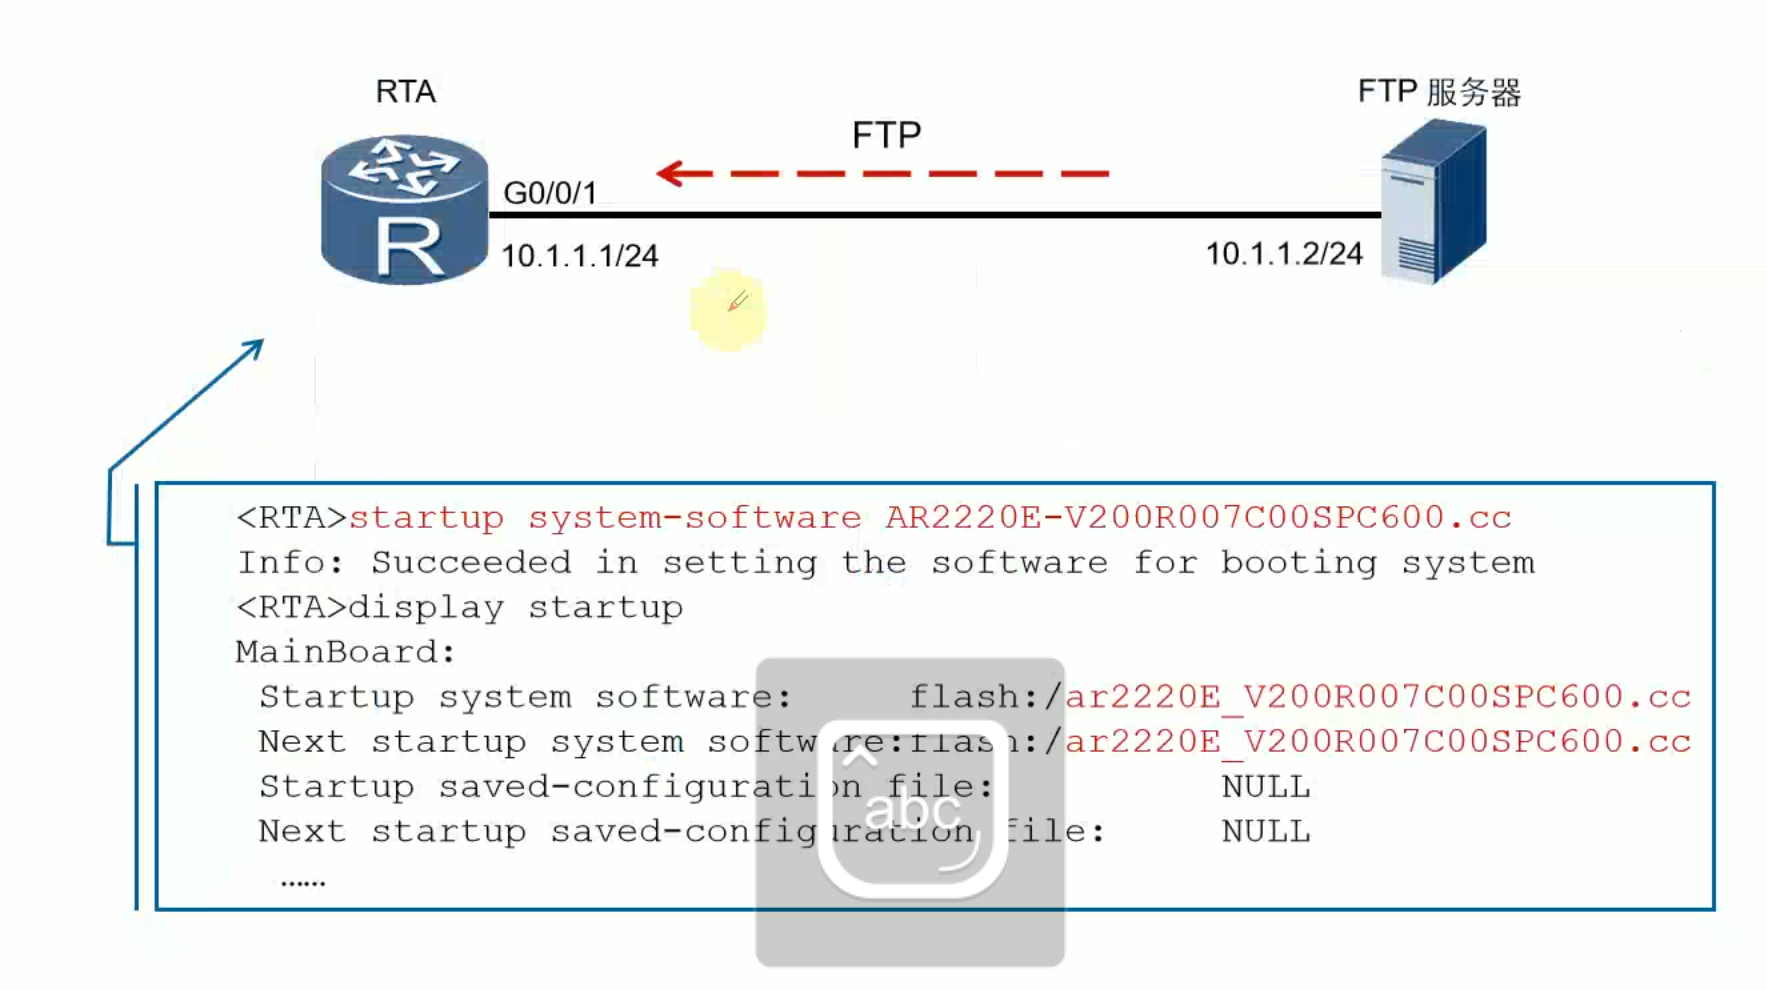 RTA
FTP 服务器
FTP
G0/0/1
10.1.1.1/24
10.1.1.2/24
R
<RTA>startup system-software AR2220E-V200R007C00SPC600.cc
Info: Succeeded in setting the software for booting system
<RTA>display startup
MainBoard:
Startup system software: flash:/ar2220E_V200R007C00SPC600.cc
Next startup system software:flash:/ar2220E_V200R007C00SPC600.cc
Startup saved-configuration file: NULL
Next startup saved-configuration file: NULL
……
abc